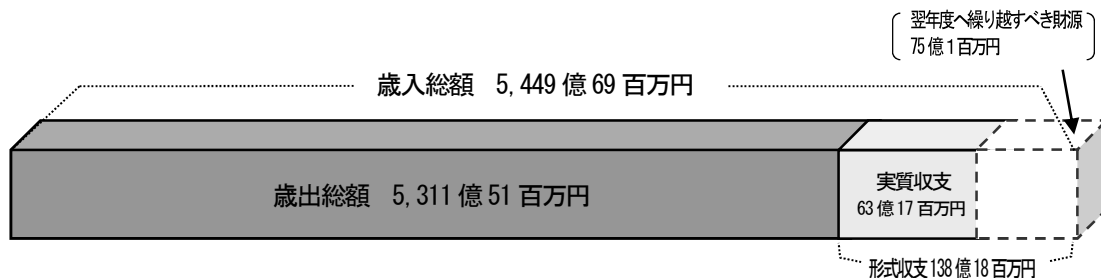 翌年度へ繰り越すべき財源
75億1百万円
歳入総額 5,449億69百万円
歳出総額 5,311億51百万円
実質収支
63億17百万円
形式収支138億18百万円